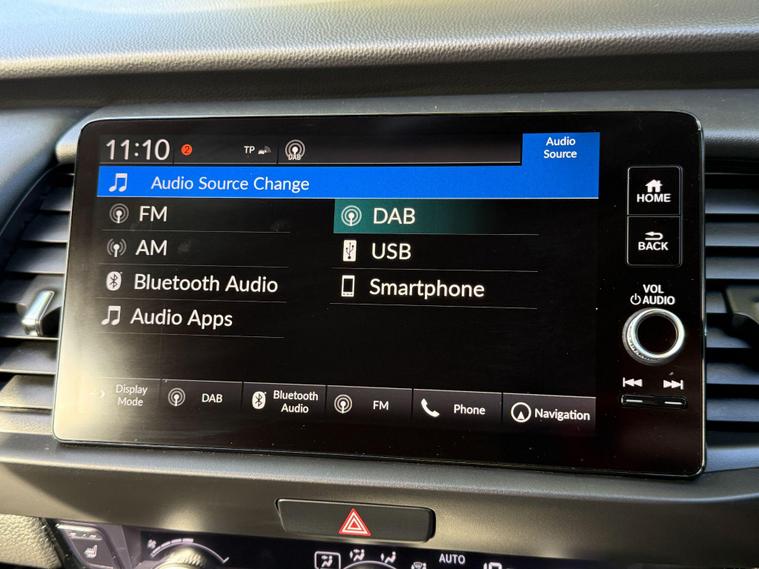 11:10
2
TP
DAB
Audio
Source
Audio Source Change
FM
DAB
AM
USB
Bluetooth Audio
Smartphone
Audio Apps
HOME
BACK
VOL
AUDIO
Display
Mode
DAB
Bluetooth
Audio
FM
Phone
Navigation
AUTO